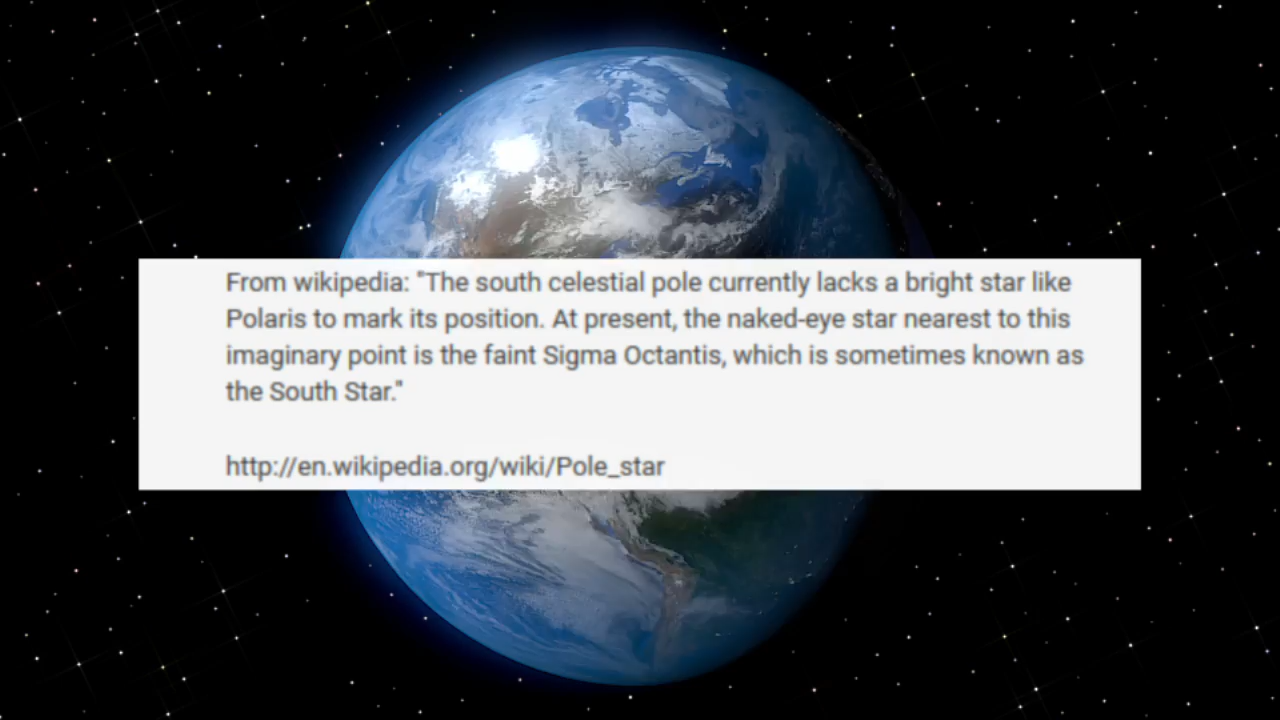 From wikipedia: "The south celestial pole currently lacks a bright star like
Polaris to mark its position. At present, the naked-eye star nearest to this
imaginary point is the faint Sigma Octantis, which is sometimes known as
the South Star."
http://en.wikipedia.org/wiki/Pole_star